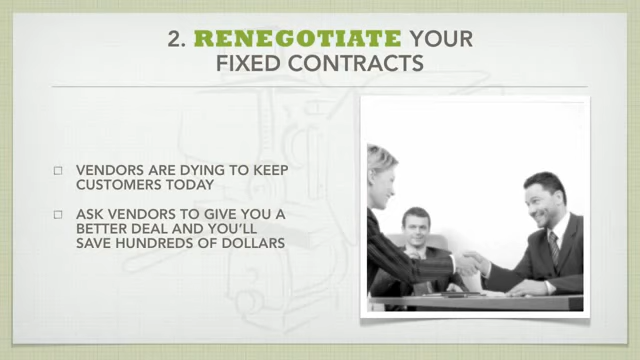 2. RENEGOTIATE YOUR
FIXED CONTRACTS
VENDORS ARE DYING TO KEEP
CUSTOMERS TODAY
ASK VENDORS TO GIVE YOU A
BETTER DEAL AND YOU'LL
SAVE HUNDREDS OF DOLLARS